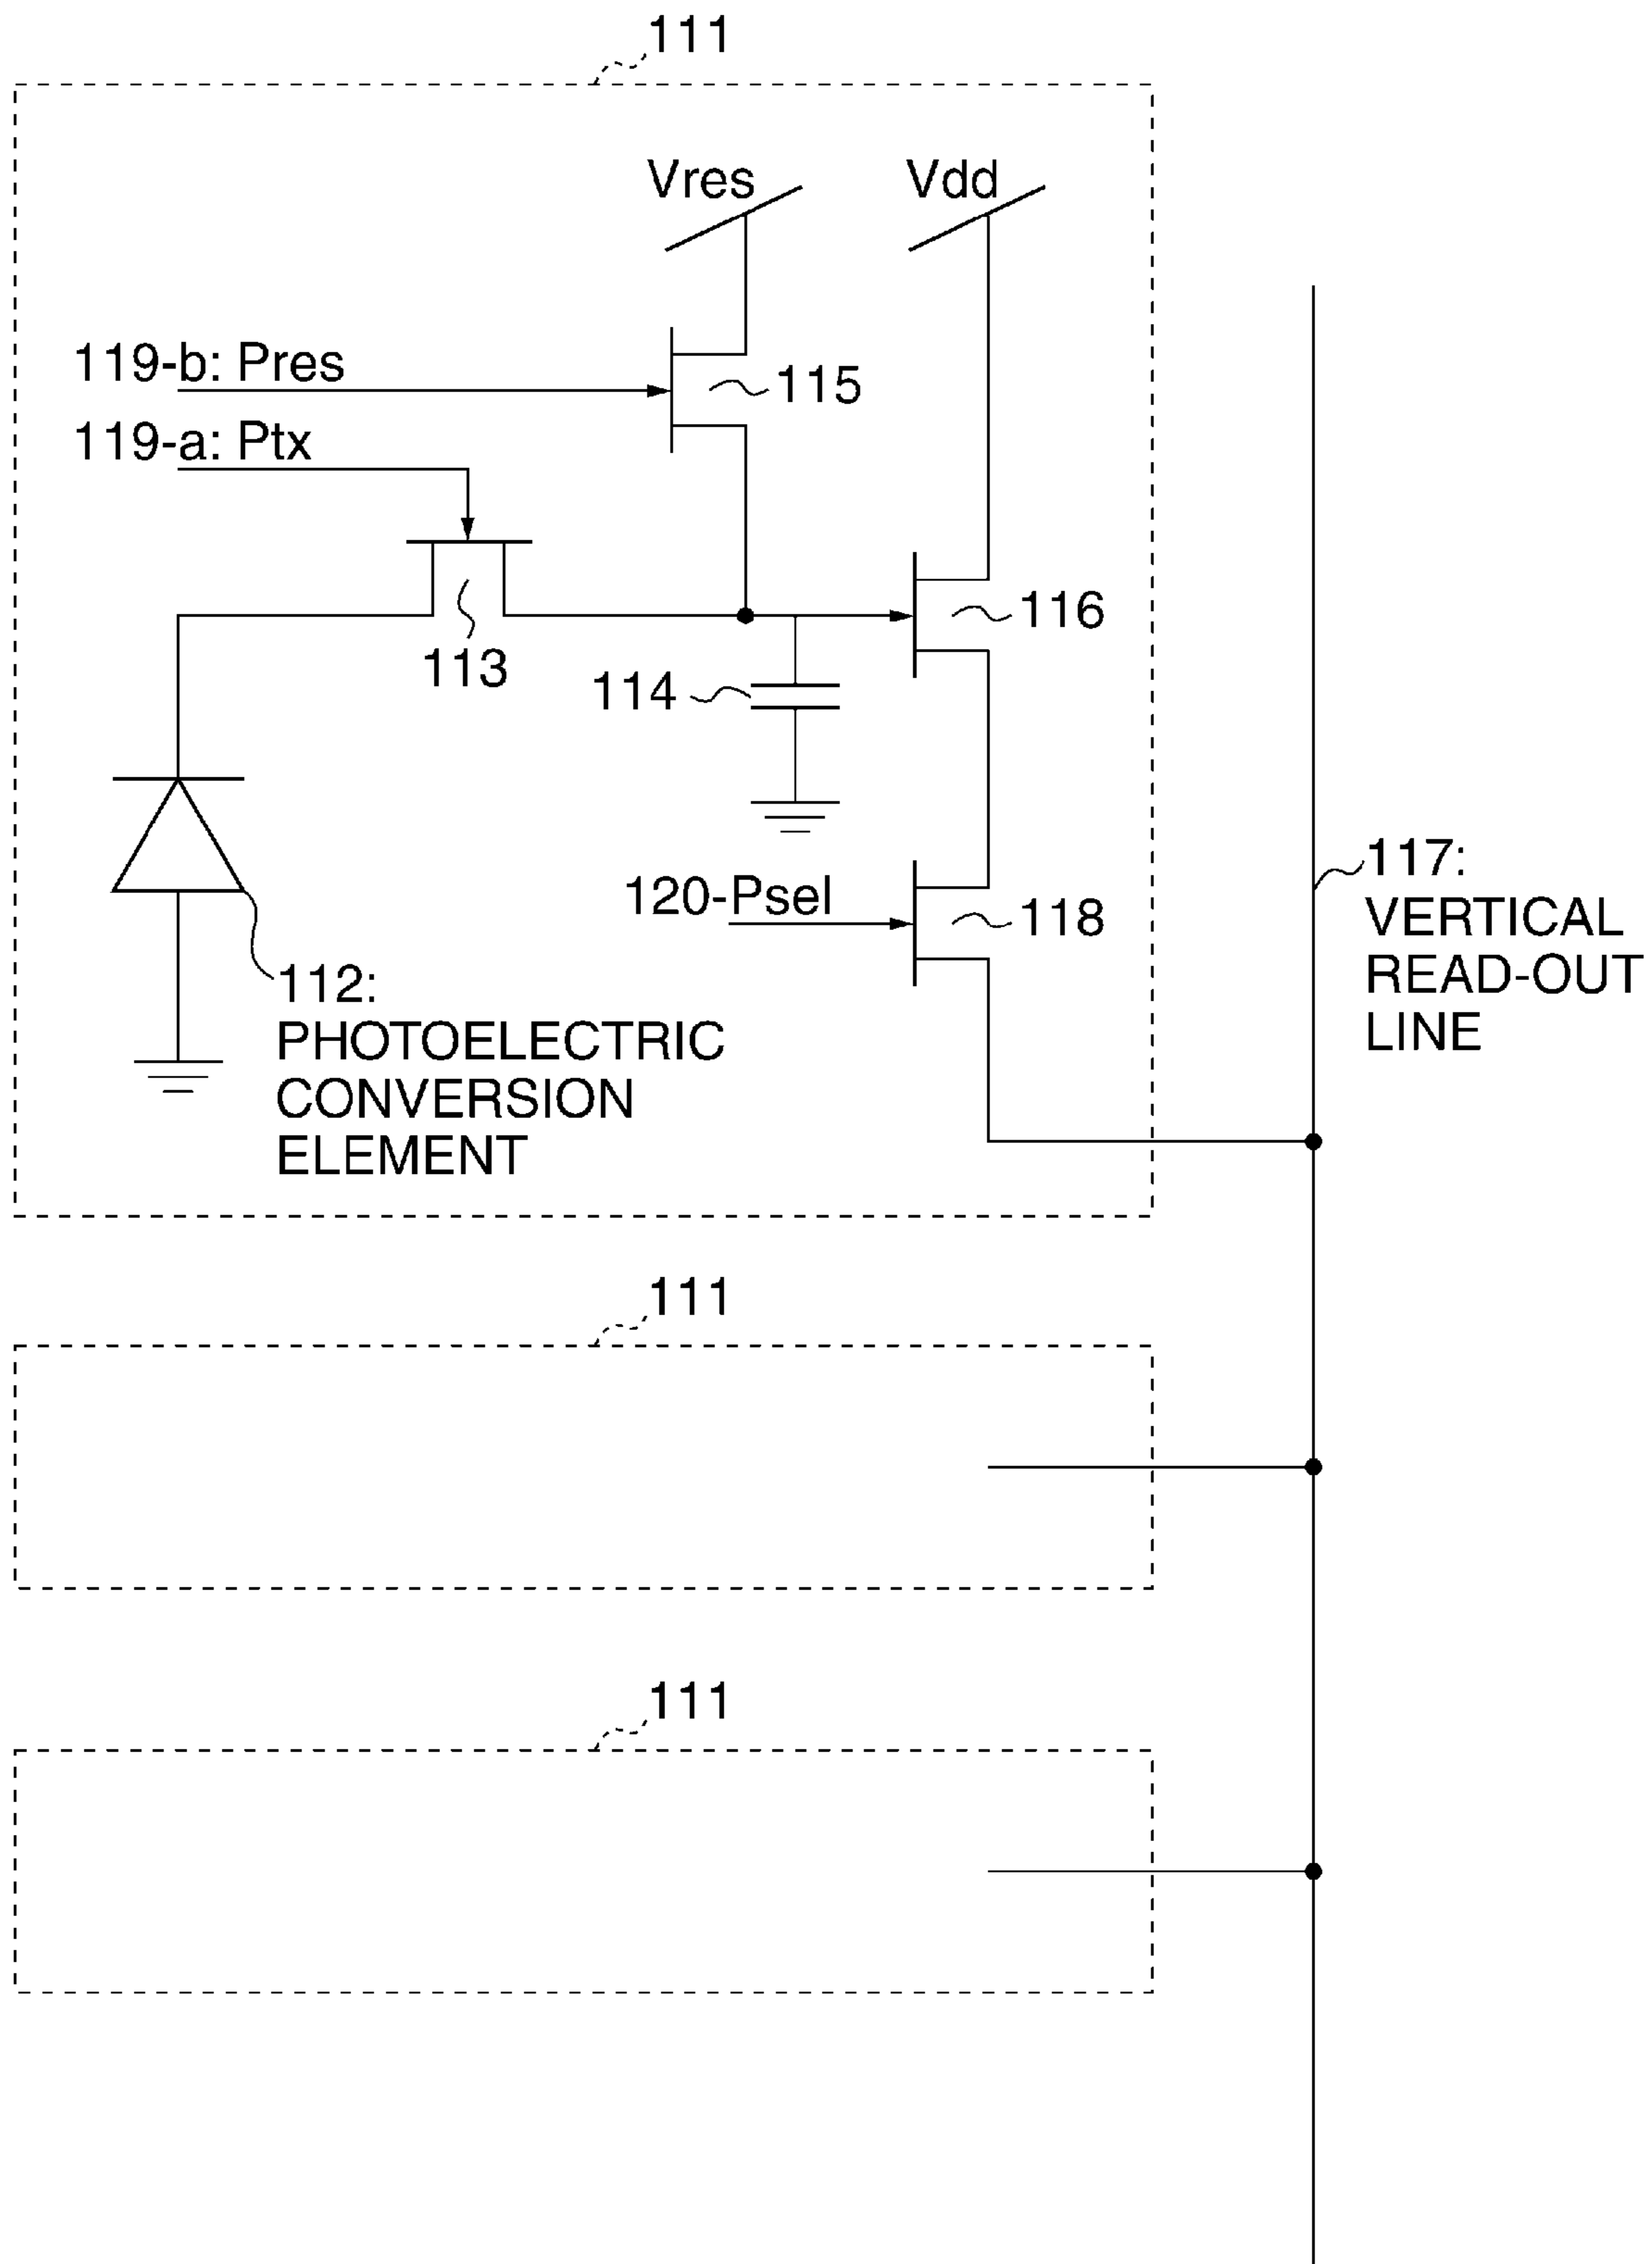 111
Vres
Vdd
119-b: Pres
115
119-a: Ptx
116
113
114
120-Psel
118
117:
VERTICAL
READ-OUT
LINE
112:
PHOTOELECTRIC
CONVERSION
ELEMENT
111
111